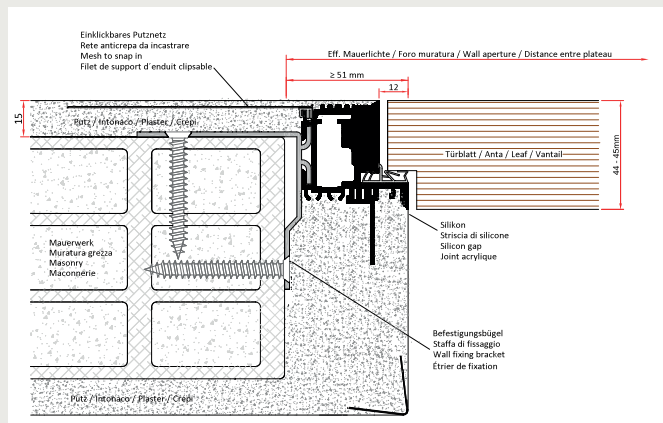 Einklickbares Putznetz
Rete anticrepa da incastrare
Mesh to snap in
Filet de support d´enduit clipsable
Eff. Mauerlichte / Foro muratura / Wall aperture / Distance entre plateau
≥ 51 mm
12
15
Putz / Intonaco / Plaster / Crépi
Türblatt / Anta / Leaf / Vantail
44 - 45mm
Silikon
Striscia di silicone
Silicon gap
Joint acrylique
Mauerwerk
Muratura grezza
Masonry
Maconnerie
Befestigungsbügel
Staffa di fissaggio
Wall fixing bracket
Étrier de fixation
Putz / Intonaco / Plaster / Crépi